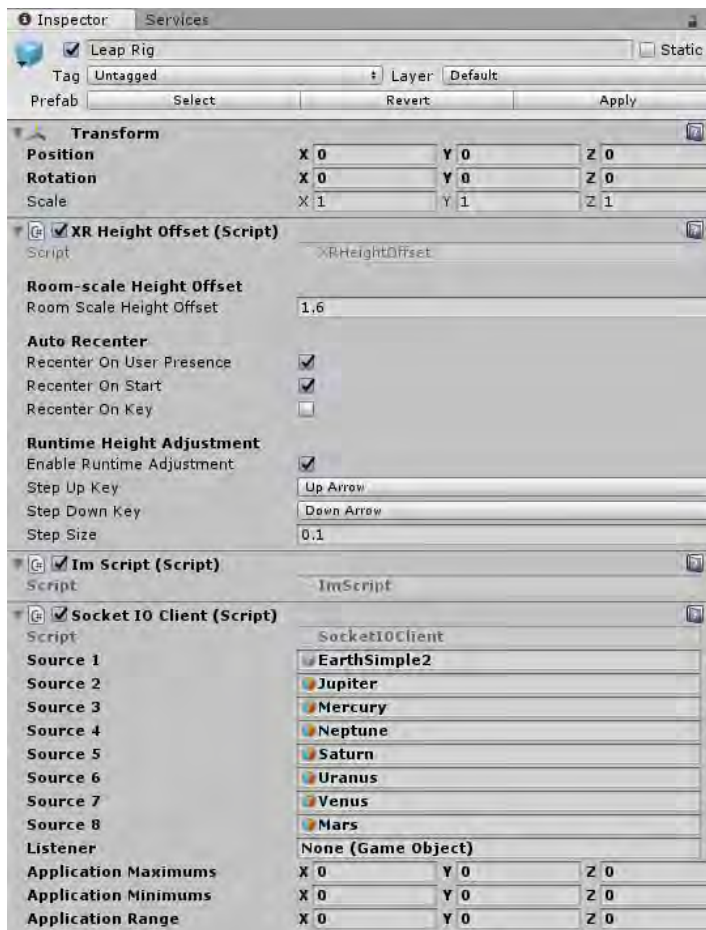 Inspector Services
Leap Rig Static
Tag Untagged Layer Default
Prefab Select Revert Apply
Transform
Position X 0 Y 0 Z 0
Rotation X 0 Y 0 Z 0
Scale X 1 Y 1 Z 1
XR Height Offset (Script)
Script XRHeightOffset
Room-scale Height Offset
Room Scale Height Offset 1.6
Auto Recenter
Recenter On User Presence
Recenter On Start
Recenter On Key
Runtime Height Adjustment
Enable Runtime Adjustment
Step Up Key Up Arrow
Step Down Key Down Arrow
Step Size 0.1
Im Script (Script)
Script ImScript
Socket IO Client (Script)
Script SocketIOClient
Source 1 EarthSimple2
Source 2 Jupiter
Source 3 Mercury
Source 4 Neptune
Source 5 Saturn
Source 6 Uranus
Source 7 Venus
Source 8 Mars
Listener None (Game Object)
Application Maximums X 0 Y 0 Z 0
Application Minimums X 0 Y 0 Z 0
Application Range X 0 Y 0 Z 0